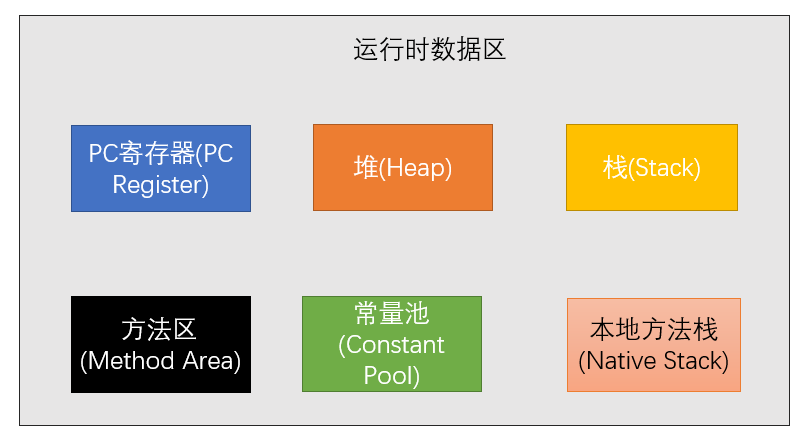 运行时数据区
PC寄存器(PC
Register)
堆(Heap)
栈(Stack)
方法区
(Method Area)
常量池
(Constant
Pool)
本地方法栈
(Native Stack)